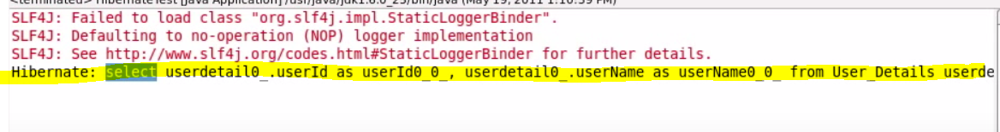 <terminated> HibernateTest [Java Application] /usr/java/jdk1.6.0_25/bin/java (May 19, 2011 1:10:59 PM)
SLF4J: Failed to load class "org.slf4j.impl.StaticLoggerBinder".
SLF4J: Defaulting to no-operation (NOP) logger implementation
SLF4J: See http://www.slf4j.org/codes.html#StaticLoggerBinder for further details.
Hibernate: select userdetail0_.userId as userId0_0_, userdetail0_.userName as userName0_0_ from User_Details userde